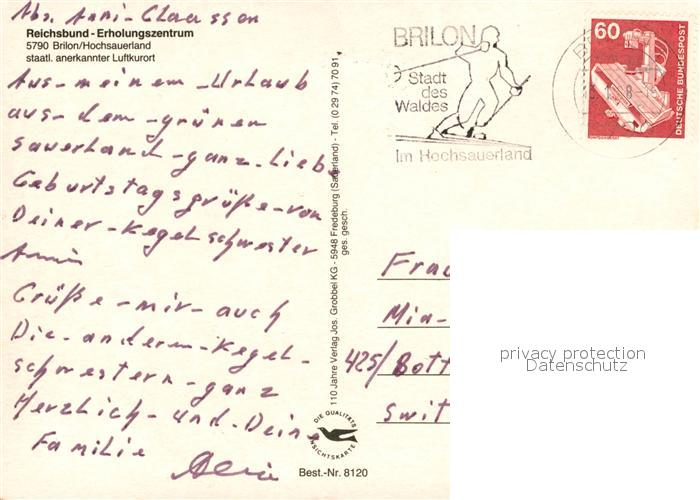 Abs. Anni-Claassen
Reichsbund - Erholungszentrum
5790 Brilon/Hochsauerland
staatl. anerkannter Luftkurort
Aus-meinem-Urlaub
aus-dem-grünen
Sauerland-ganz-Liebe
Geburtstagsgrüße-von
Deiner-Kegelschwester
Anni
Grüße-mir-auch
Die-anderen-Kegel-
schwestern-ganz
Herzlich-und-Deine
Familie
110 Jahre Verlag Jos. Grobbel KG - 5948 Fredeburg (Sauerland) - Tel. (0 29 74) 70 91
ges. gesch.
DIE QUALITÄTS
ANSICHTSKARTE
Best.-Nr. 8120
BRILON
Stadt
des
Waldes
Im Hochsauerland
60
DEUTSCHE BUNDESPOST
Frau
Mia-
425/Bott
Swit
privacy protection
Datenschutz